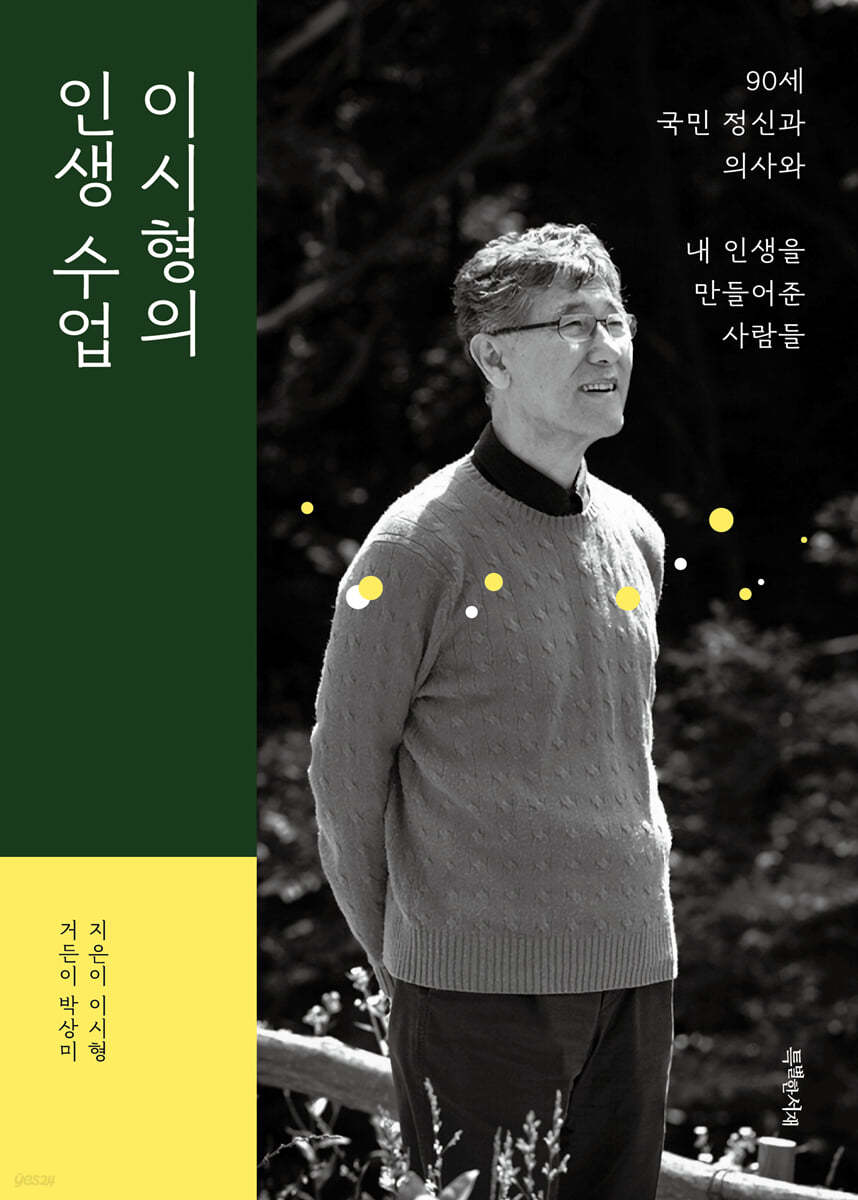 이시형의
인생 수업
90세
국민 정신과
의사와
내 인생을
만들어준
사람들
지은이 이시형
거든이 박상미
특별한서재
yes24